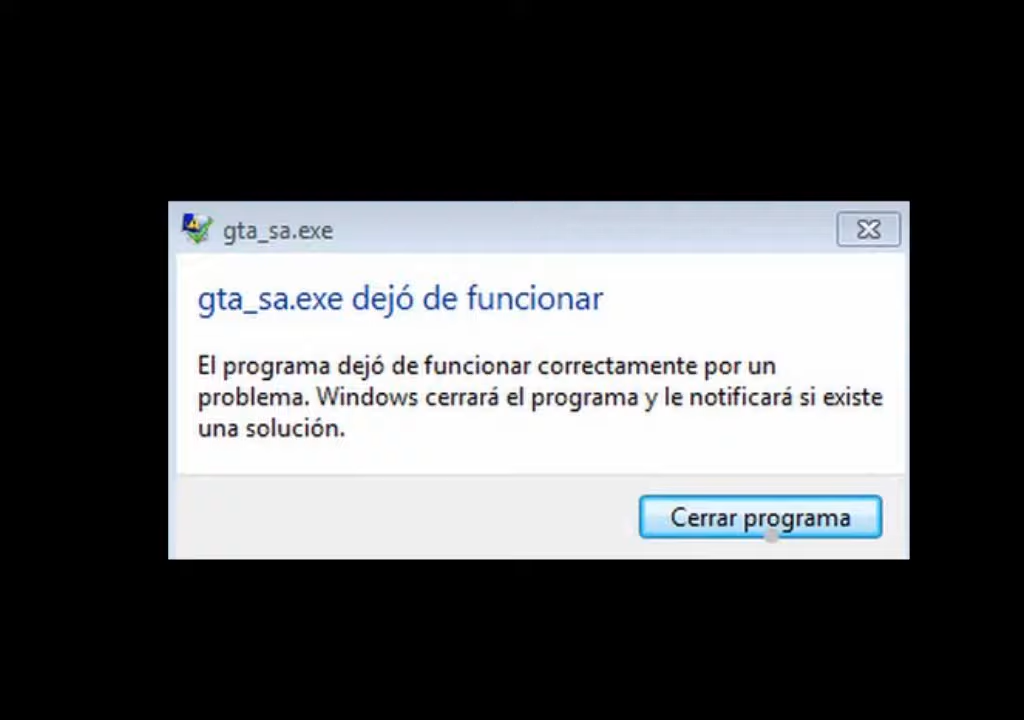 gta_sa.exe
gta_sa.exe dejó de funcionar
El programa dejó de funcionar correctamente por un
problema. Windows cerrará el programa y le notificará si existe
una solución.
Cerrar programa